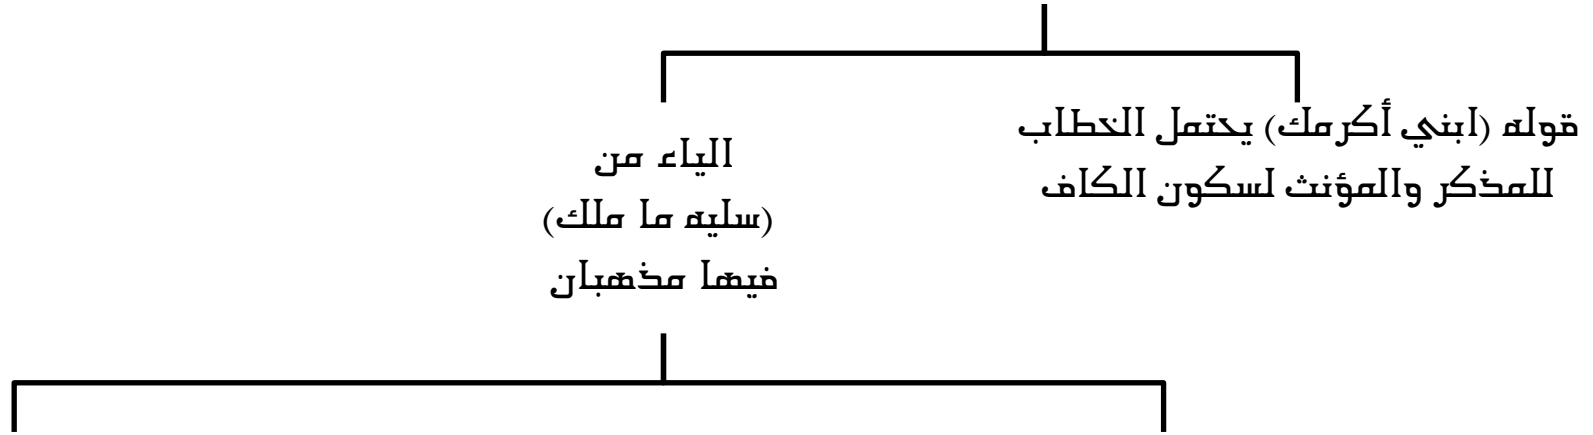 قوله (ابني أكرمك) يحتمل الخطاب
للمذكر والمؤنث لسكون الكاف
الياء من
(سليه ما ملك)
فيها مذهبان